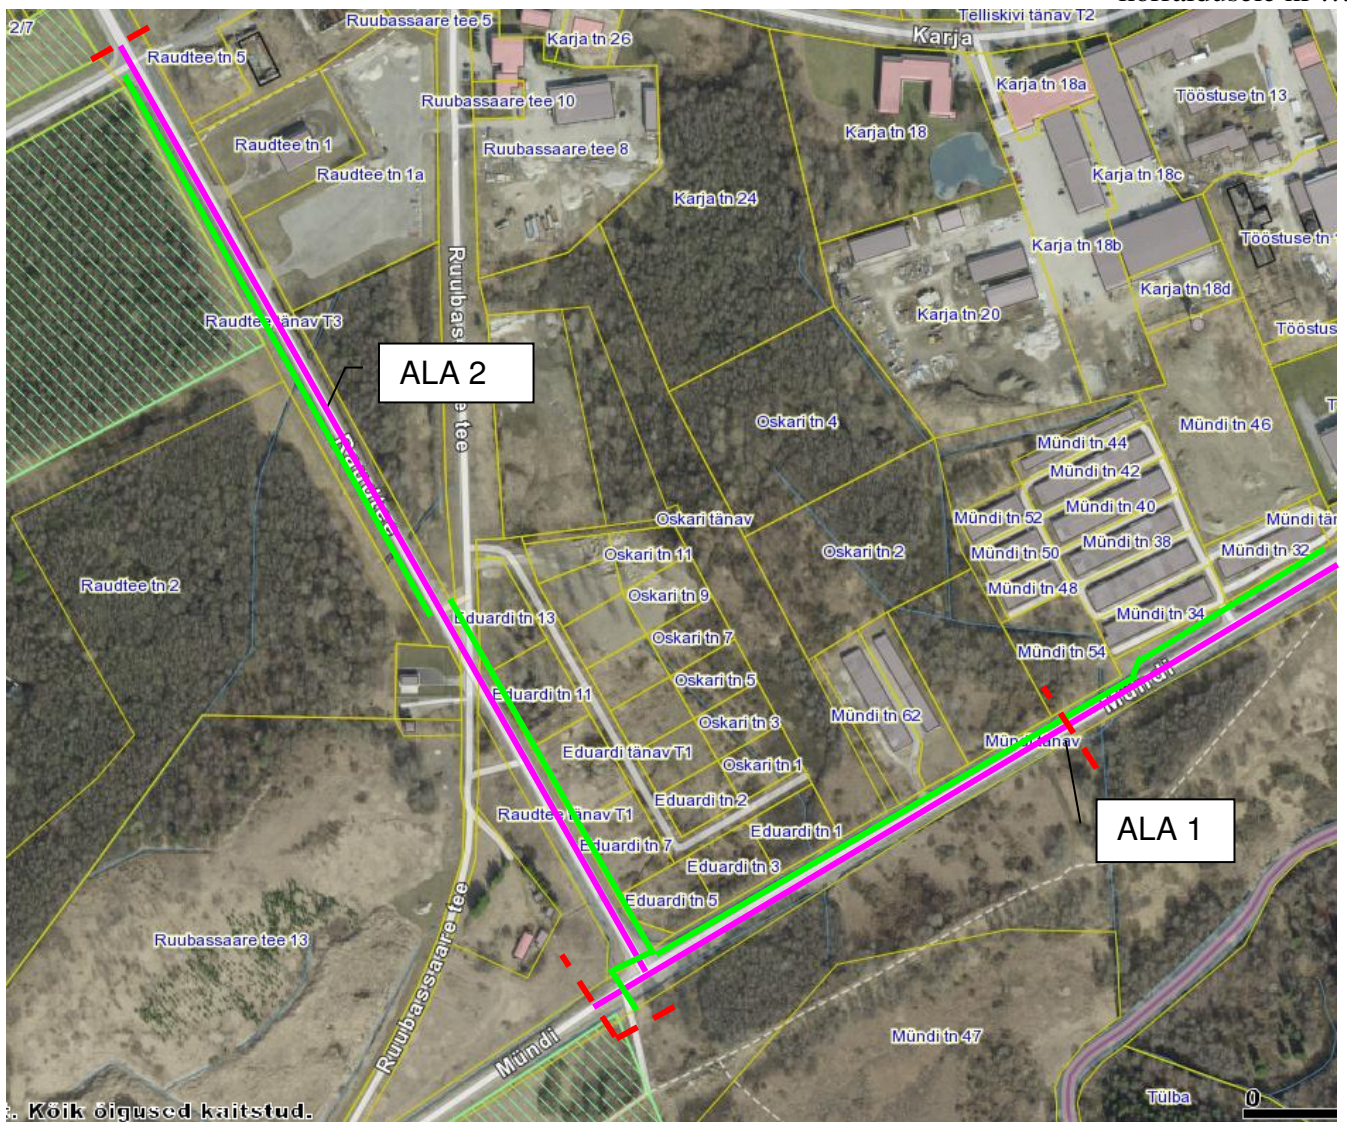 korraldusele nr
2/7
Raudtee tn 5
Ruubassaare tee 5
Karja tn 26
Telliskivi tänav T2
Karja
Karja tn 18a
Tööstuse tn 13
Ruubassaare tee 10
Raudtee tn 1
Ruubassaare tee 8
Karja tn 18
Raudtee tn 1a
Karja tn 18c
Karja tn 24
Karja tn 18b
Tööstuse tn
Karja tn 18d
Karja tn 20
Raudtee tänav T3
Tööstus
ALA 2
Oskari tn 4
Mündi tn 44
Mündi tn 46
Mündi tn 42
Mündi tn 40
Mündi tn 52
Oskari tänav
Mündi tn 38
Oskari tn 2
Mündi tn 50
Mündi tn 32
Oskari tn 11
Raudtee tn 2
Oskari tn 9
Mündi tn 48
Mündi tn 34
Eduardi tn 13
Oskari tn 7
Mündi tn 54
Oskari tn 5
Eduardi tn 11
Mündi
Mündi tn 62
Oskari tn 3
Mündi tänav
Eduardi tänav T1
Oskari tn 1
Eduardi tn 2
Raudtee tänav T1
ALA 1
Eduardi tn 1
Eduardi tn 7
Eduardi tn 3
Eduardi tn 5
Ruubassaare tee 13
Ruubassaare tee
Mündi
Mündi tn 47
Tülba
. Kõik õigused kaitstud.
0